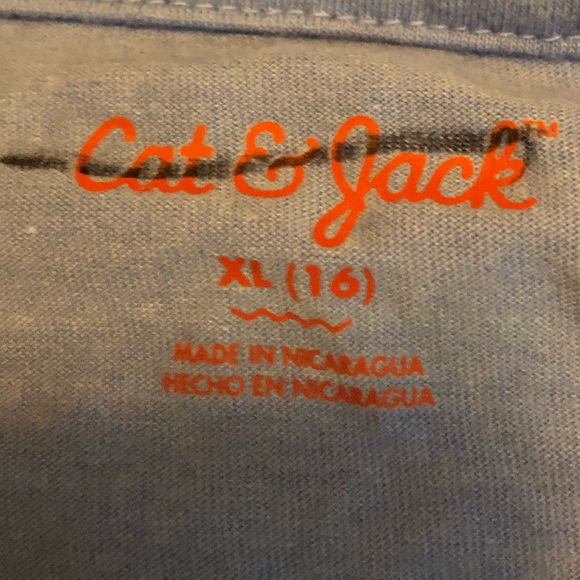 Cat & Jack™
XL (16)
MADE IN NICARAGUA
HECHO EN NICARAGUA